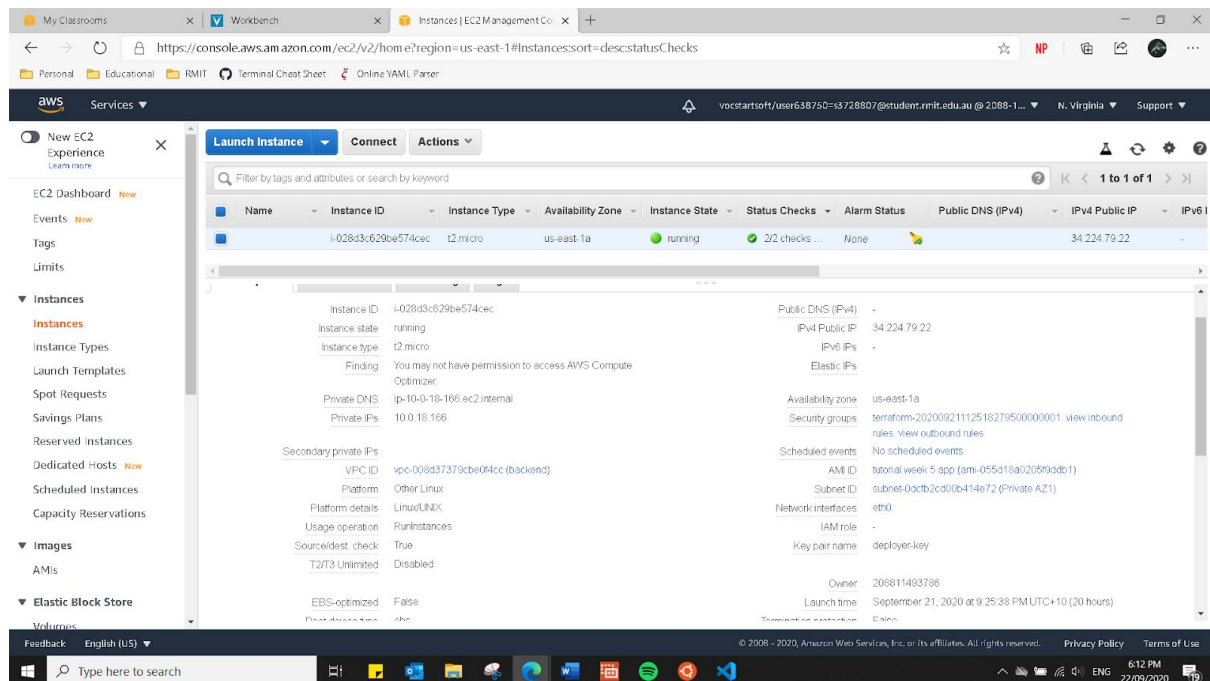 My Classrooms
Workbench
Instances | EC2 Management Co
https://console.aws.amazon.com/ec2/v2/home?region=us-east-1#Instances:sort=desc:statusChecks
NP
Personal Educational RMIT Terminal Cheat Sheet Online YAML Parser
aws Services vocstartsoft/user638750=s3728807@student.rmit.edu.au @ 2088-1... N. Virginia Support
New EC2
Experience
Learn more
EC2 Dashboard New
Events New
Tags
Limits
Instances
Instances
Instance Types
Launch Templates
Spot Requests
Savings Plans
Reserved Instances
Dedicated Hosts New
Scheduled Instances
Capacity Reservations
Images
AMIs
Elastic Block Store
Volumes
Launch Instance Connect Actions
Filter by tags and attributes or search by keyword 1 to 1 of 1
Name Instance ID Instance Type Availability Zone Instance State Status Checks Alarm Status Public DNS (IPv4) IPv4 Public IP IPv6 I
i-028d3c629be574cec t2.micro us-east-1a running 2/2 checks ... None 34.224.79.22 -
Instance ID i-028d3c629be574cec
Instance state running
Instance type t2.micro
Finding You may not have permission to access AWS Compute
Optimizer.
Private DNS ip-10-0-18-166.ec2.internal
Private IPs 10.0.18.166
Secondary private IPs
VPC ID vpc-008d37379cbe0f4cc (backend)
Platform Other Linux
Platform details Linux/UNIX
Usage operation RunInstances
Source/dest. check True
T2/T3 Unlimited Disabled
EBS-optimized False
Root device type ebs
Public DNS (IPv4) -
IPv4 Public IP 34.224.79.22
IPv6 IPs -
Elastic IPs
Availability zone us-east-1a
Security groups terraform-20200921112518279500000001. view inbound
rules. view outbound rules
Scheduled events No scheduled events
AMI ID tutorial week 5 app (ami-055d18a0205f9ddb1)
Subnet ID subnet-0dcfb2cd00b414e72 (Private AZ1)
Network interfaces eth0
IAM role -
Key pair name deployer-key
Owner 208811493786
Launch time September 21, 2020 at 9:25:38 PM UTC+10 (20 hours)
Termination protection False
Feedback English (US) © 2008 - 2020, Amazon Web Services, Inc. or its affiliates. All rights reserved. Privacy Policy Terms of Use
Type here to search
ENG
6:12 PM
22/09/2020
19